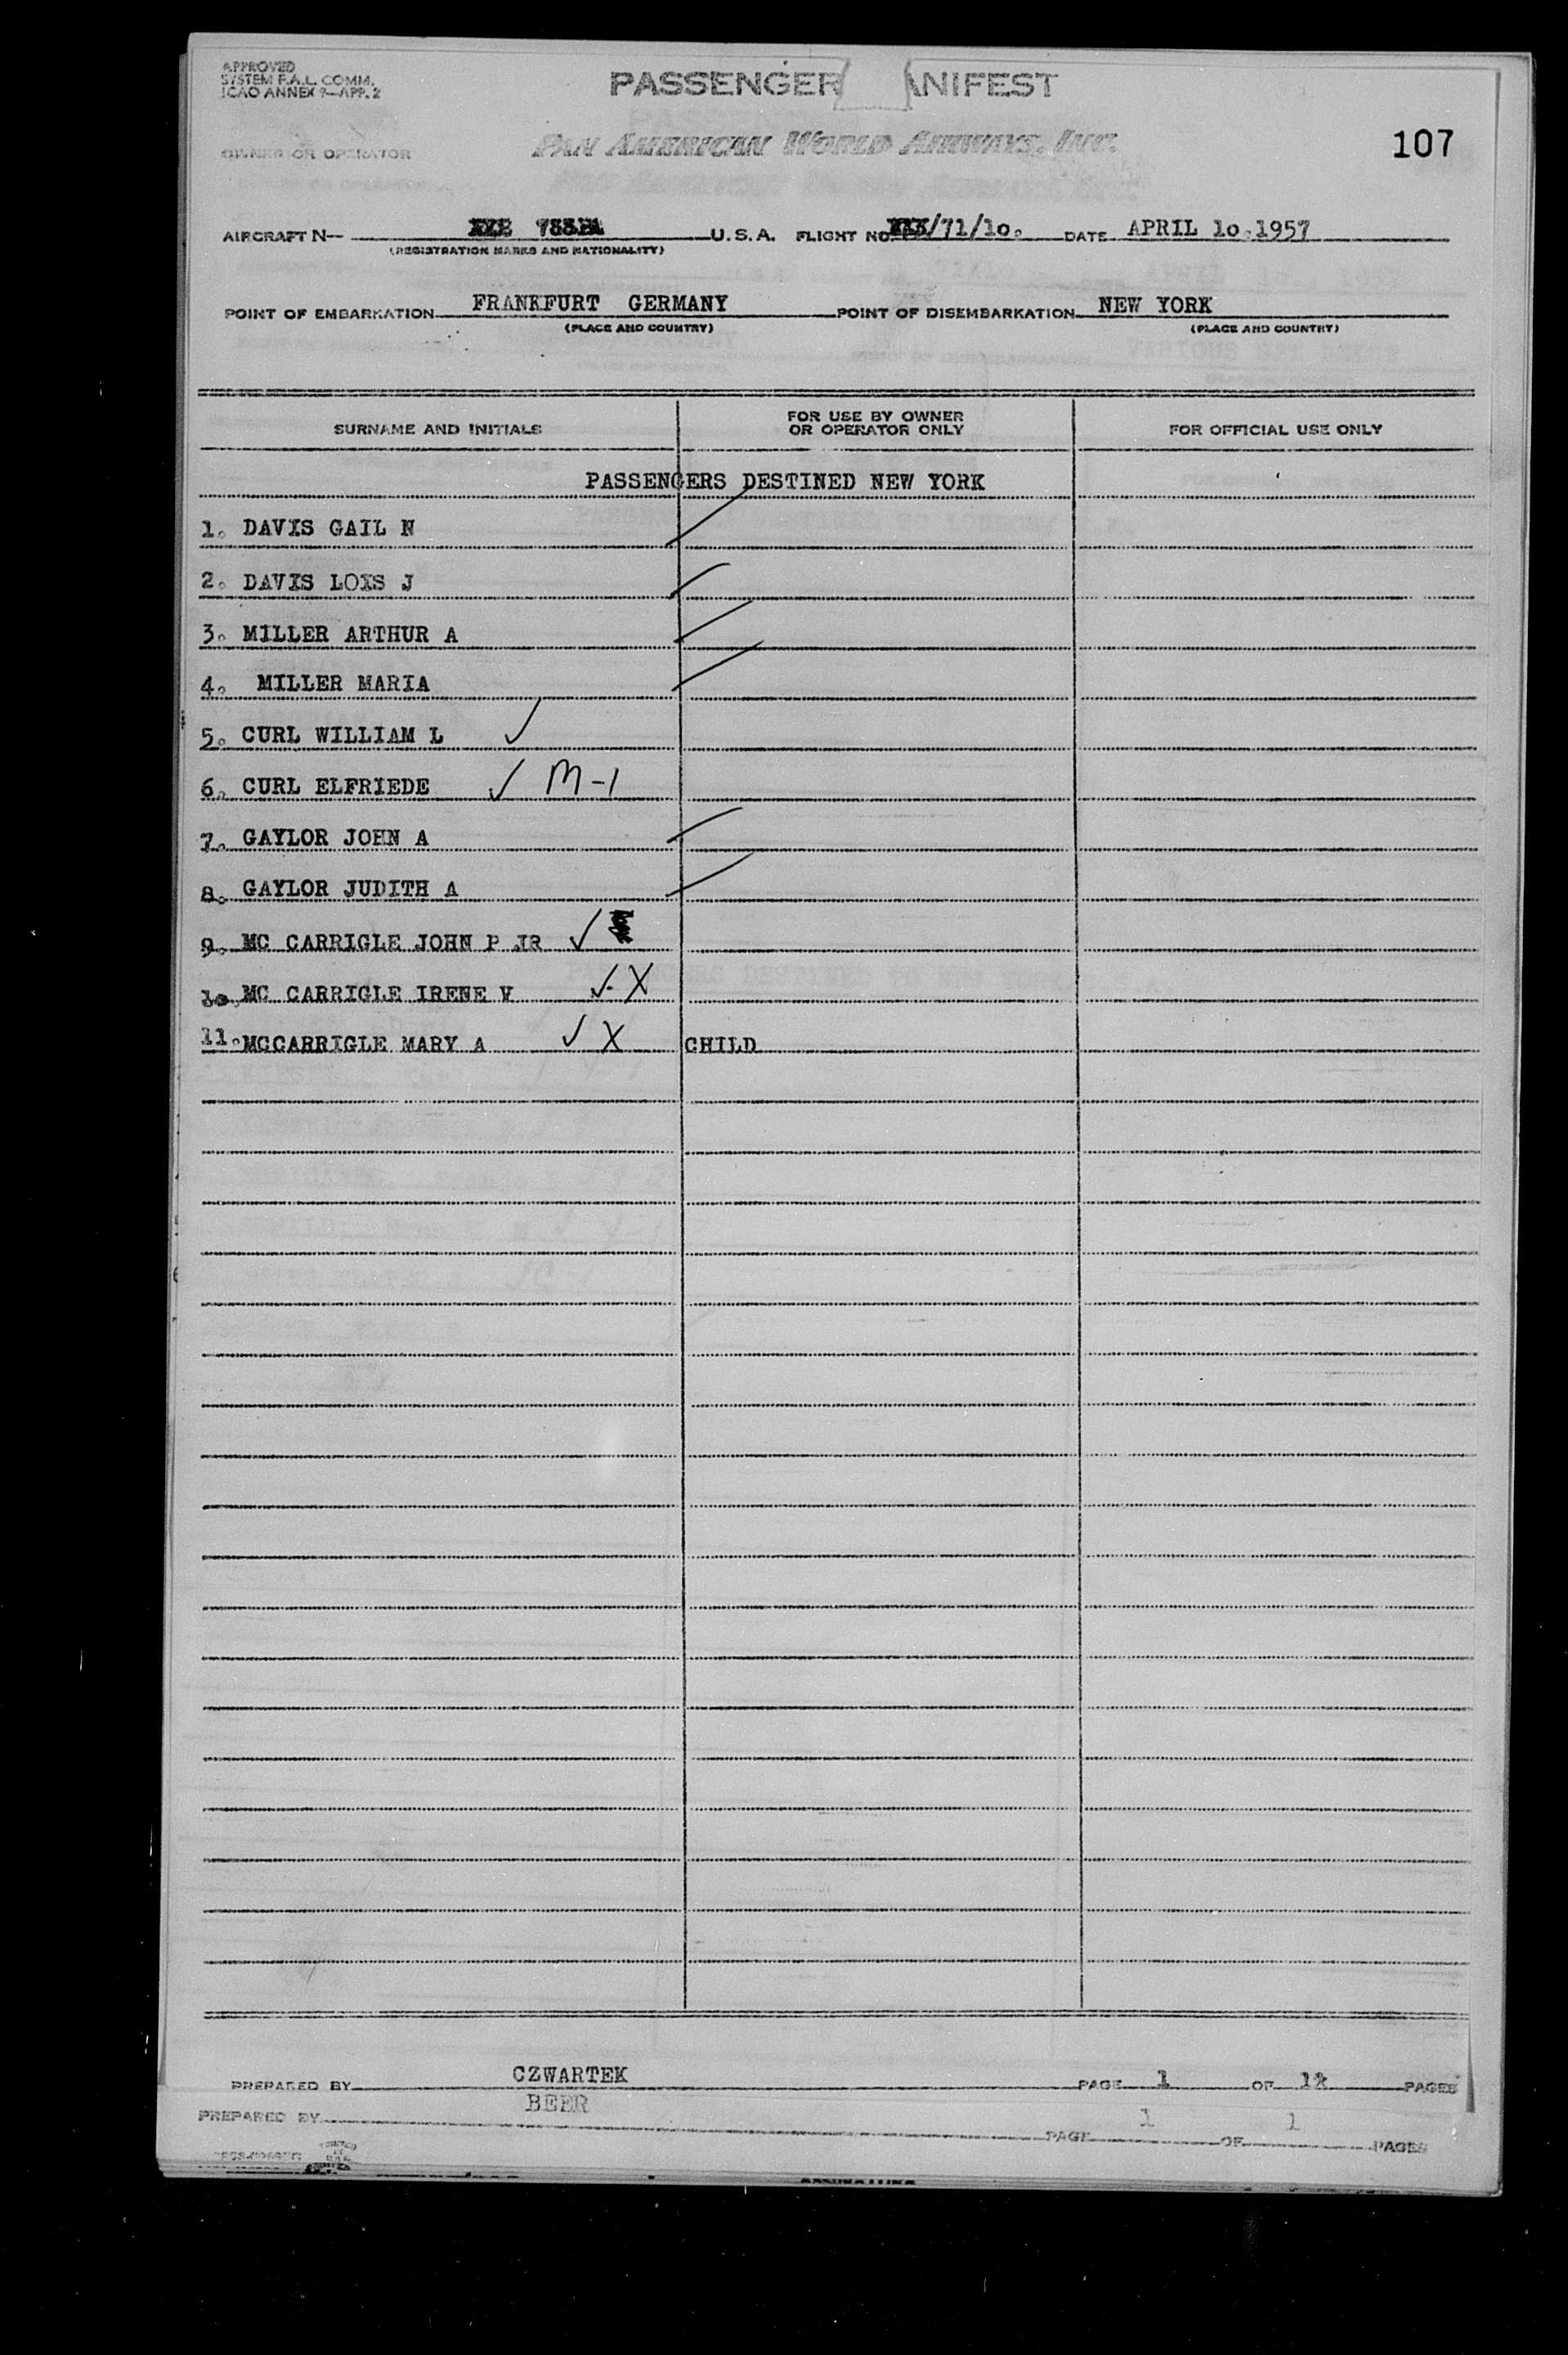 APPROVED
SYSTEM F.A.L. COMM.
ICAO ANNEX 9—APP. 2
PASSENGER ANIFEST
107
OWNER OR OPERATOR PAN AMERICAN WORLD AIRWAYS, INC.
AIRCRAFT N— U.S.A. FLIGHT NO. /71/10. DATE APRIL 10.1957
(REGISTRATION MARKS AND NATIONALITY)
POINT OF EMBARKATION FRANKFURT GERMANY POINT OF DISEMBARKATION NEW YORK
(PLACE AND COUNTRY) (PLACE AND COUNTRY)
SURNAME AND INITIALS FOR USE BY OWNER OR OPERATOR ONLY FOR OFFICIAL USE ONLY
PASSENGERS DESTINED NEW YORK
1. DAVIS GAIL N
2. DAVIS LOIS J
3. MILLER ARTHUR A
4. MILLER MARIA
5. CURL WILLIAM L ✓
6. CURL ELFRIEDE ✓ M-1
7. GAYLOR JOHN A
8. GAYLOR JUDITH A
9. MC CARRIGLE JOHN P JR ✓
10. MC CARRIGLE IRENE V ✓ X
11. MCCARRIGLE MARY A ✓ X CHILD
PREPARED BY CZWARTEK PAGE 1 OF PAGES
BEER
PREPARED BY PAGE 1 OF 1 PAGES